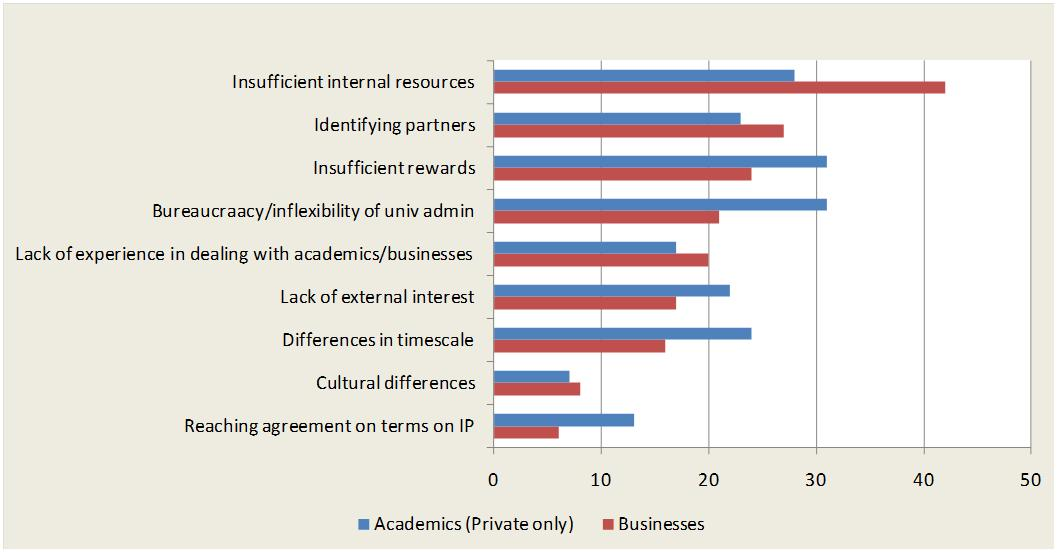 Insufficient internal resources
Identifying partners
Insufficient rewards
Bureaucraacy/inflexibility of univ admin
Lack of experience in dealing with academics/businesses
Lack of external interest
Differences in timescale
Cultural differences
Reaching agreement on terms on IP
0 10 20 30 40 50
Academics (Private only) Businesses